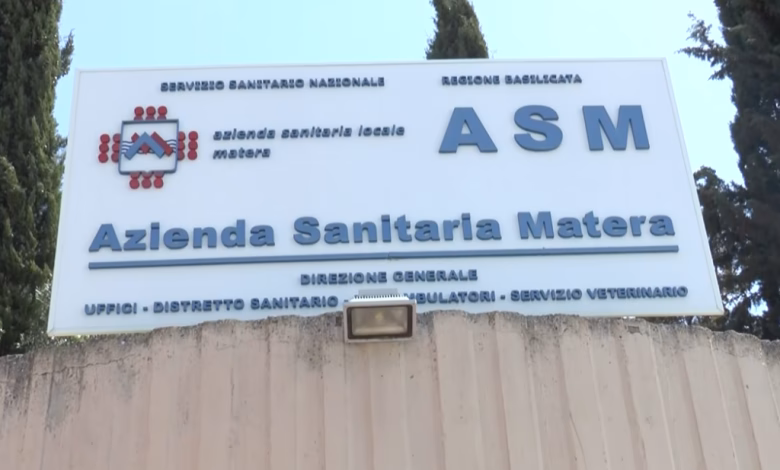 SERVIZIO SANITARIO NAZIONALE REGIONE BASILICATA
azienda sanitaria locale
matera
ASM
Azienda Sanitaria Matera
DIREZIONE GENERALE
UFFICI - DISTRETTO SANITARIO - SERVIZIO VETERINARIO